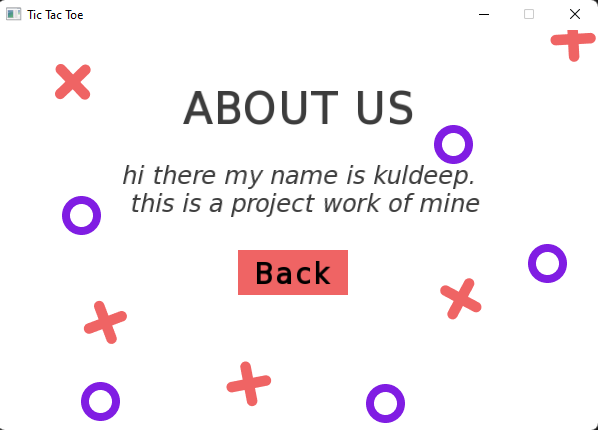 Tic Tac Toe
ABOUT US
hi there my name is kuldeep.
this is a project work of mine
Back